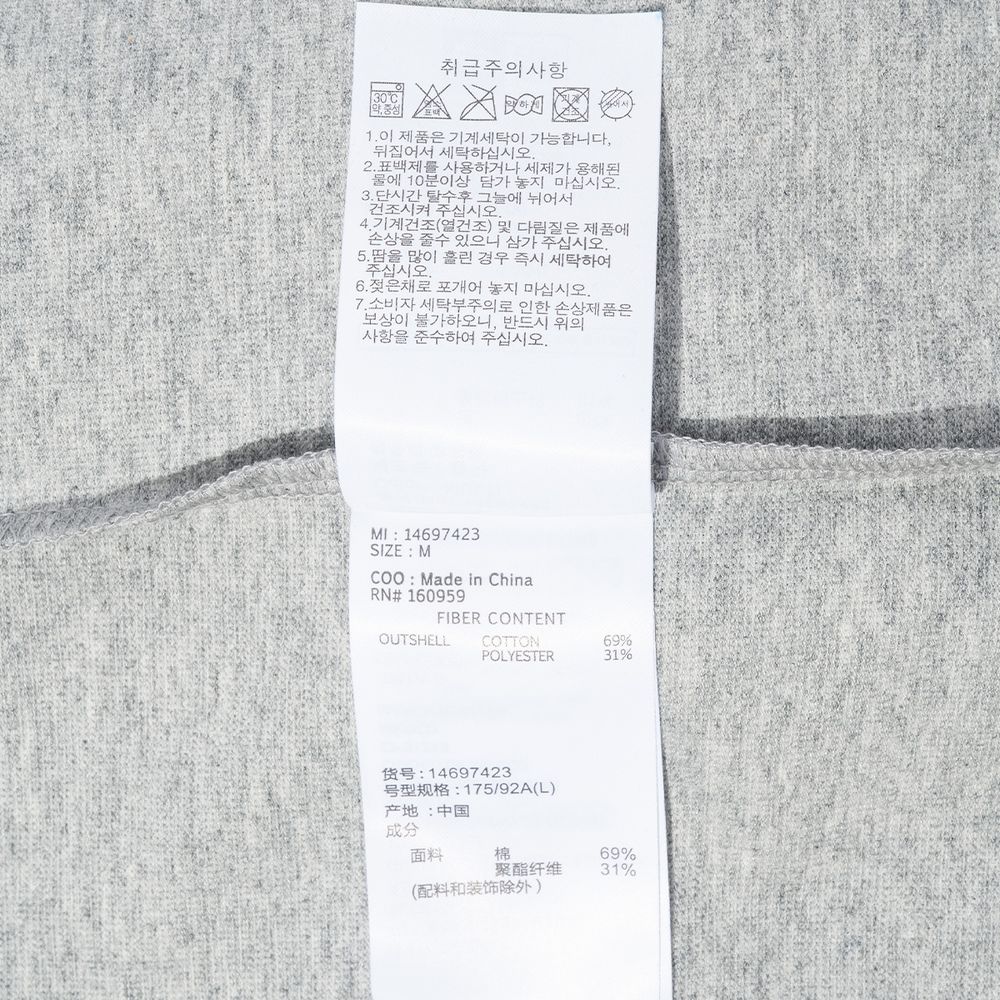 취급주의사항
30℃
약,중성
염소
표백
약하게
기계
건조
드라이
1.이 제품은 기계세탁이 가능합니다,
뒤집어서 세탁하십시오.
2.표백제를 사용하거나 세제가 용해된
물에 10분이상 담가 놓지 마십시오.
3.단시간 탈수후 그늘에 뉘어서
건조시켜 주십시오.
4.기계건조(열건조) 및 다림질은 제품에
손상을 줄수 있으니 삼가 주십시오.
5.땀을 많이 흘린 경우 즉시 세탁하여
주십시오.
6.젖은채로 포개어 놓지 마십시오.
7.소비자 세탁부주의로 인한 손상제품은
보상이 불가하오니, 반드시 위의
사항을 준수하여 주십시오.
MI : 14697423
SIZE : M
COO : Made in China
RN# 160959
FIBER CONTENT
OUTSHELL COTTON 69%
POLYESTER 31%
货号 : 14697423
号型规格 : 175/92A(L)
产地 : 中国
成分
面料 棉 69%
聚酯纤维 31%
(配料和装饰除外 )